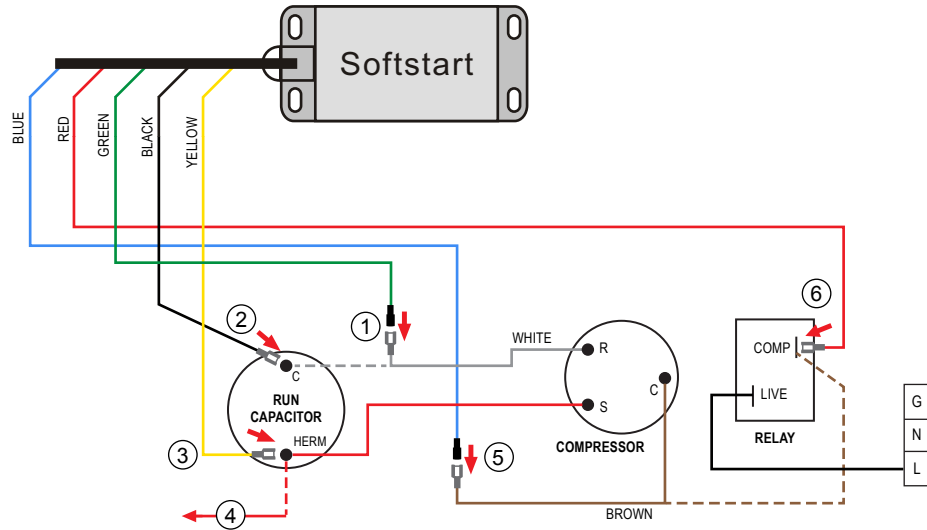 Softstart
BLUE
RED
GREEN
BLACK
YELLOW
6
2
1
WHITE
R
COMP
C
C
RUN
CAPACITOR
LIVE
G
S
HERM
N
COMPRESSOR
RELAY
3
5
L
4
BROWN